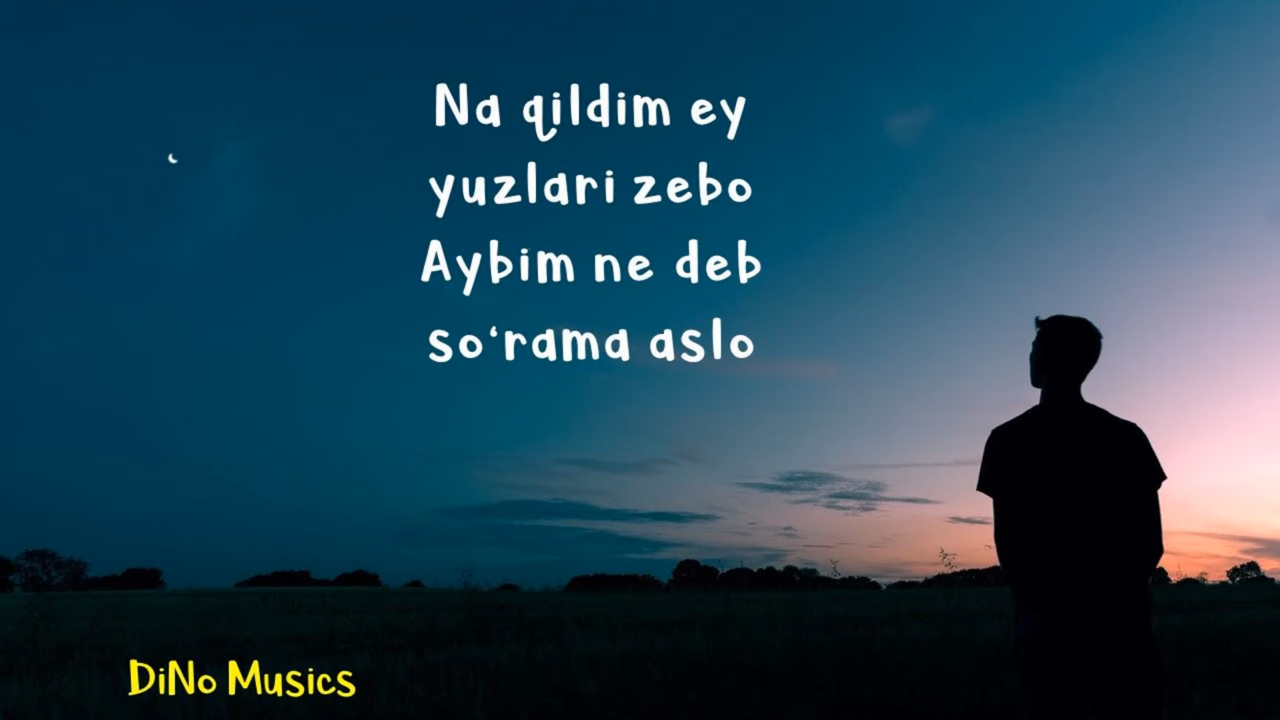 Na qildim ey
yuzlari zebo
Aybim ne deb
so‘rama aslo
DiNo Musics